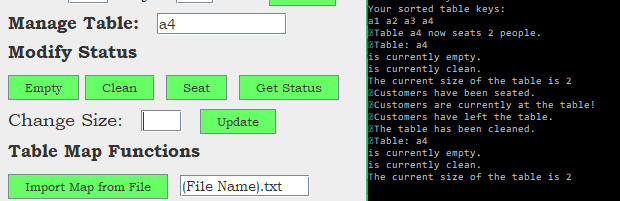 Manage Table: a4
Modify Status
Empty Clean Seat Get Status
Change Size: Update
Table Map Functions
Import Map from File (File Name).txt
Your sorted table keys:
a1 a2 a3 a4
Table a4 now seats 2 people.
Table: a4
is currently empty.
is currently clean.
The current size of the table is 2
Customers have been seated.
Customers are currently at the table!
Customers have left the table.
The table has been cleaned.
Table: a4
is currently empty.
is currently clean.
The current size of the table is 2